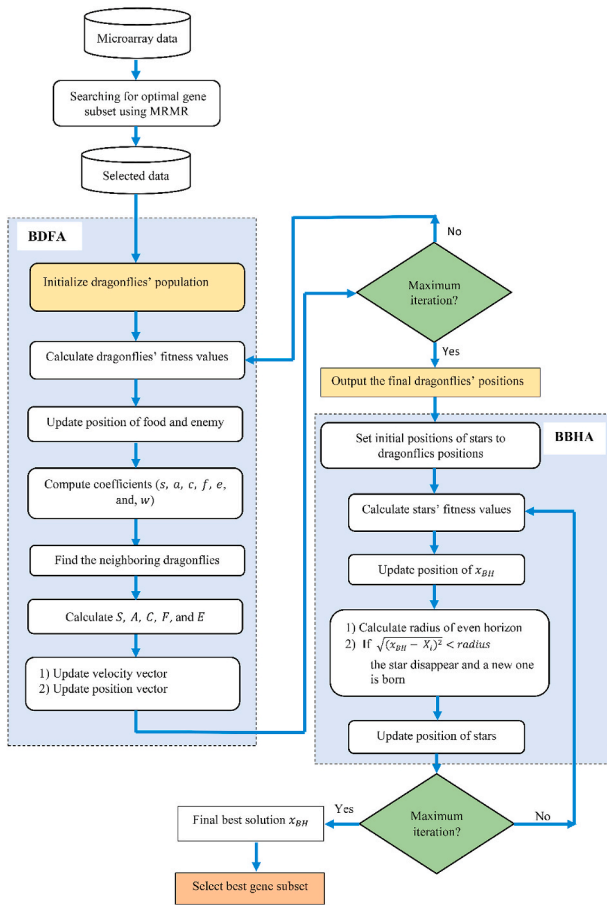 Microarray data
Searching for optimal gene
subset using MRMR
Selected data
BDFA
Initialize dragonflies' population
Calculate dragonflies' fitness values
Update position of food and enemy
Compute coefficients (s, a, c, f, e,
and, w)
Find the neighboring dragonflies
Calculate S, A, C, F, and E
1) Update velocity vector
2) Update position vector
No
Maximum
iteration?
Yes
Output the final dragonflies' positions
BBHA
Set initial positions of stars to
dragonflies positions
Calculate stars' fitness values
Update position of x_BH
1) Calculate radius of even horizon
2) If √(x_BH − X_i)² < radius
the star disappear and a new one
is born
Update position of stars
Maximum
iteration?
No
Yes
Final best solution x_BH
Select best gene subset